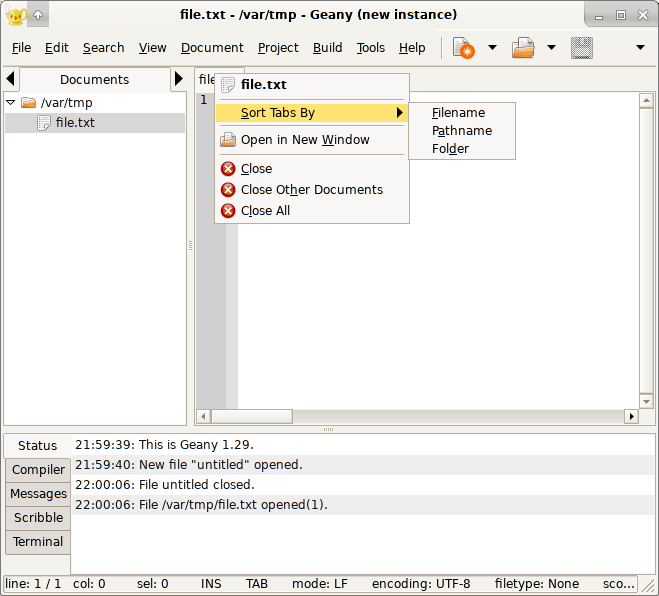 file.txt - /var/tmp - Geany (new instance)
File Edit Search View Document Project Build Tools Help
Documents
/var/tmp
file.txt
file
1
file.txt
Sort Tabs By
Open in New Window
Close
Close Other Documents
Close All
Filename
Pathname
Folder
Status
Compiler
Messages
Scribble
Terminal
21:59:39: This is Geany 1.29.
21:59:40: New file "untitled" opened.
22:00:06: File untitled closed.
22:00:06: File /var/tmp/file.txt opened(1).
line: 1 / 1 col: 0 sel: 0 INS TAB mode: LF encoding: UTF-8 filetype: None sco...